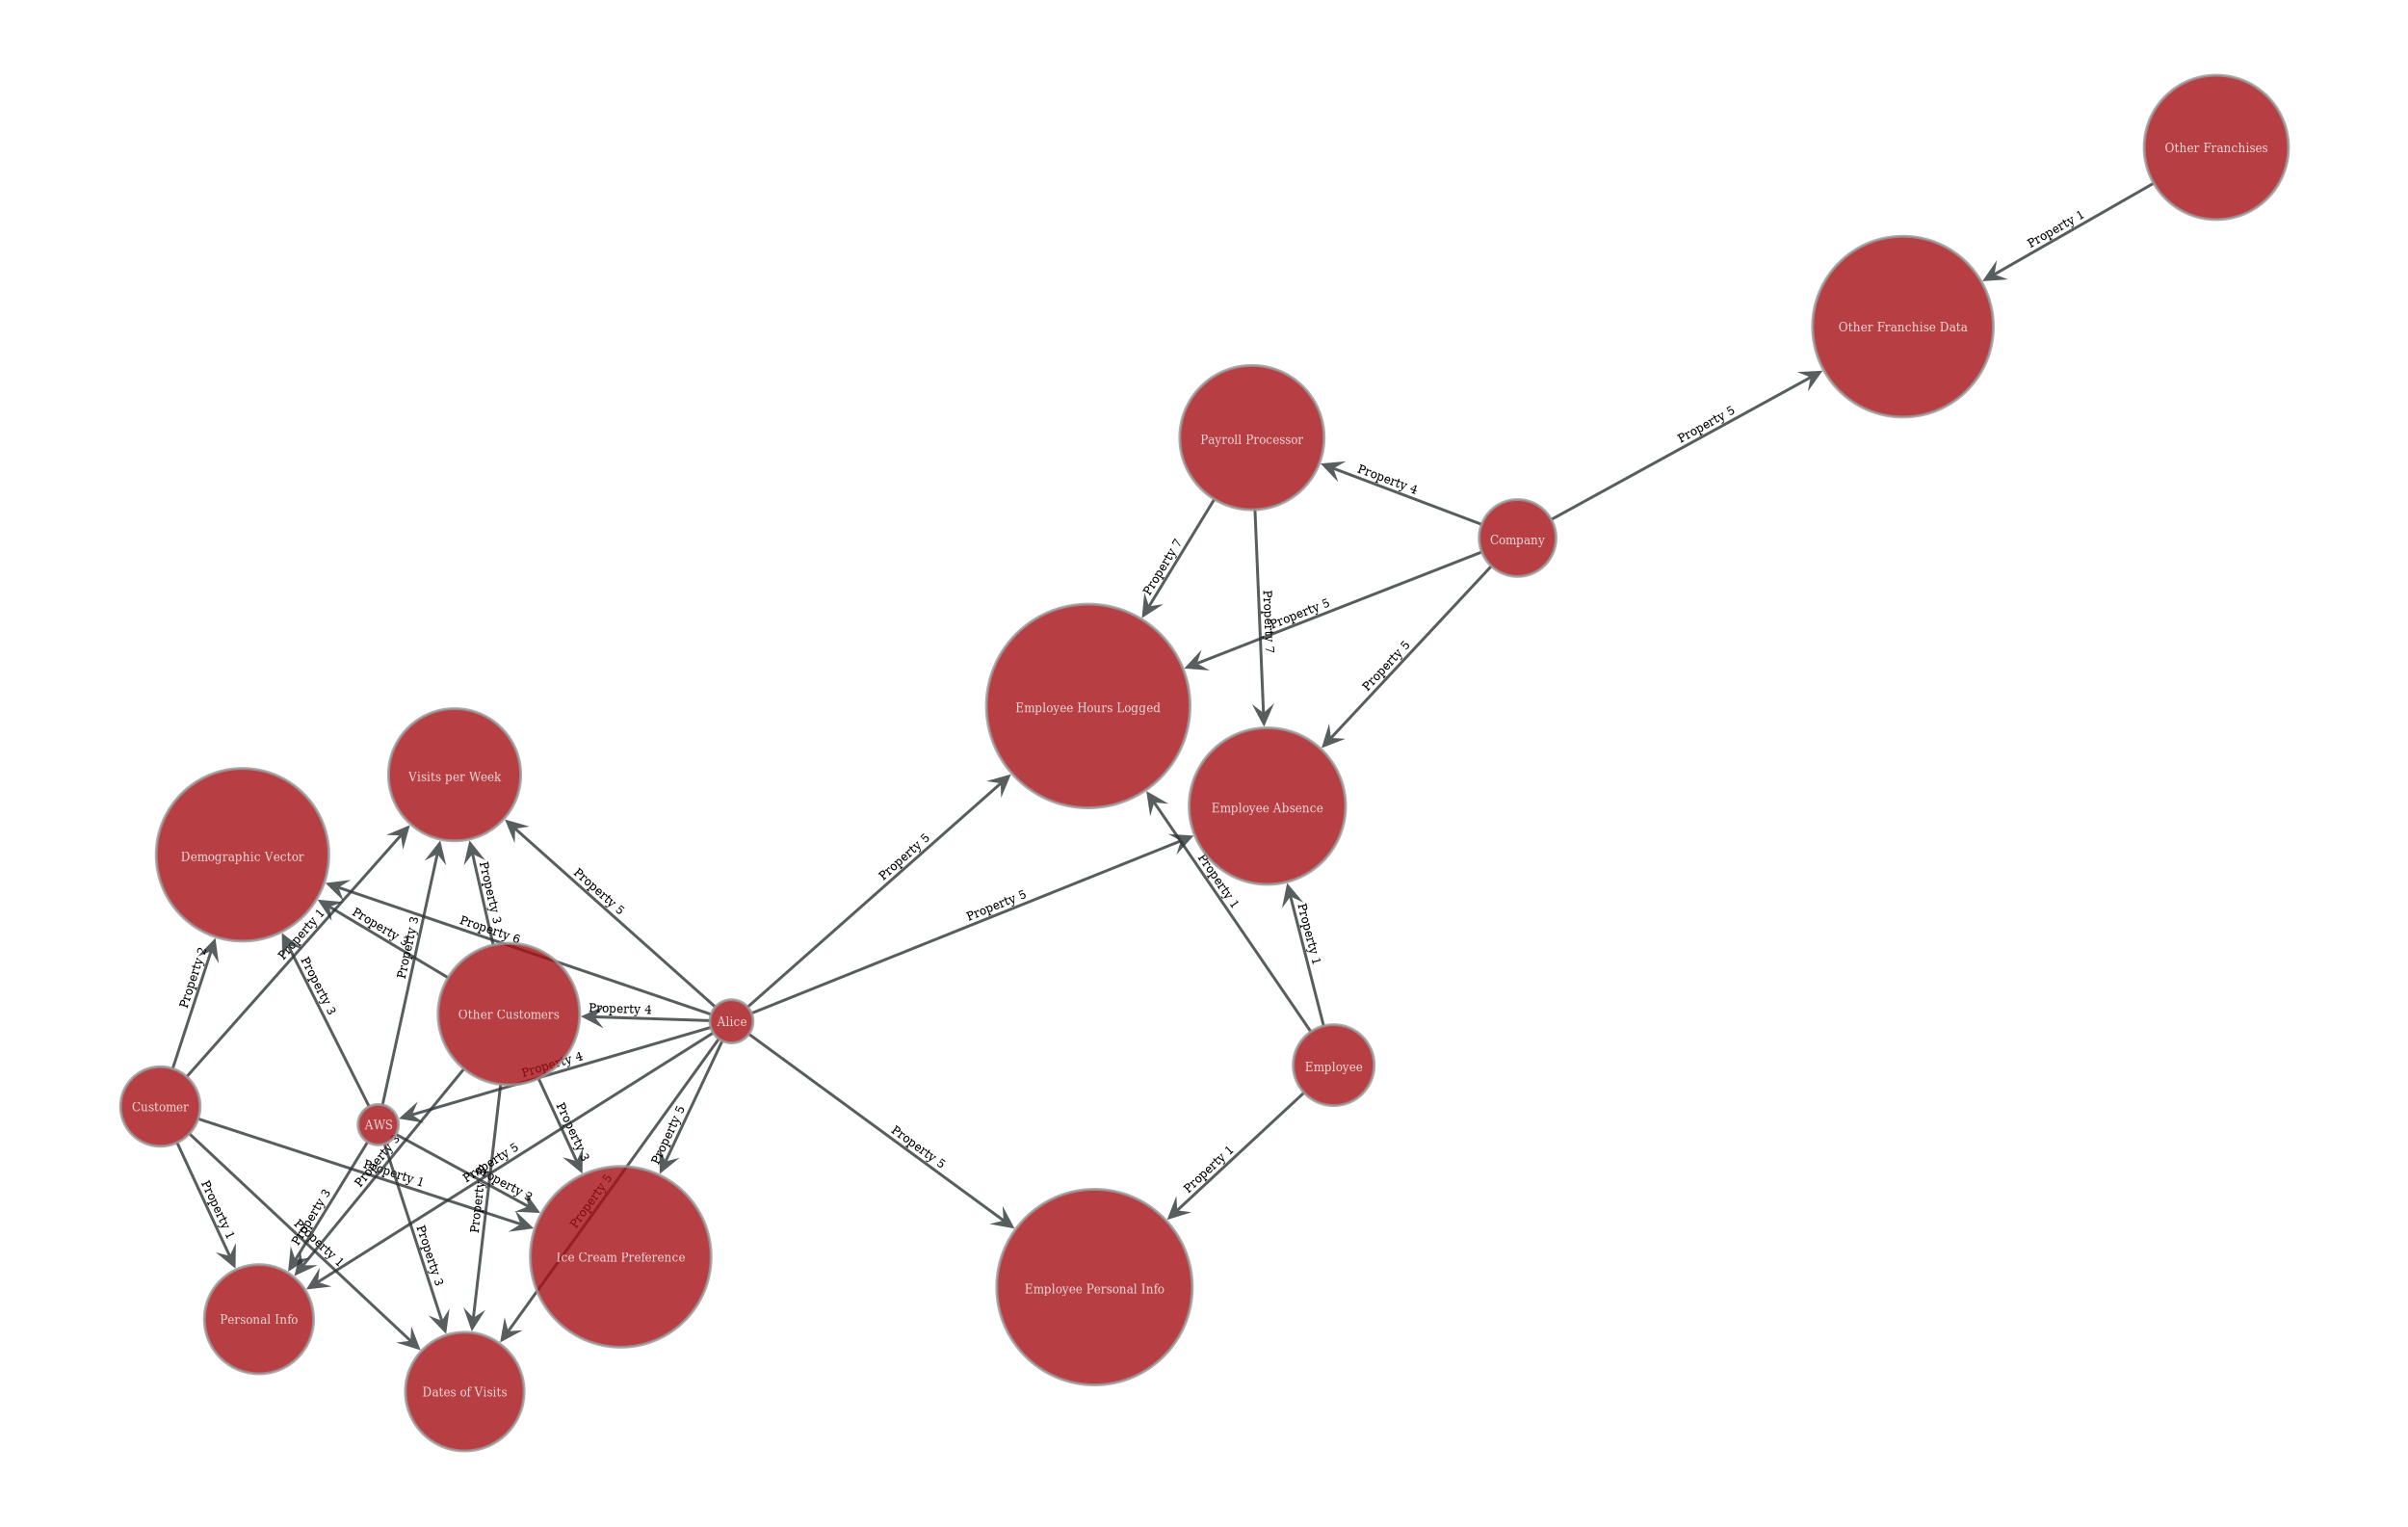 Other Franchises
Property 1
Other Franchise Data
Property 5
Payroll Processor
Property 4
Company
Property 7
Property 7
Property 5
Property 5
Employee Hours Logged
Visits per Week
Employee Absence
Demographic Vector
Property 5
Property 5
Property 3
Property 1
Property 1
Property 5
Property 3
Property 6
Property 1
Property 3
Property 2
Property 3
Other Customers
Property 4
Alice
Property 4
Employee
Customer
AWS
Property 3
Property 5
Property 3
Property 5
Property 5
Property 1
Property 3
Property 1
Property 1
Property 3
Property 5
Property 1
Property 3
Property
Ice Cream Preference
Employee Personal Info
Personal Info
Dates of Visits